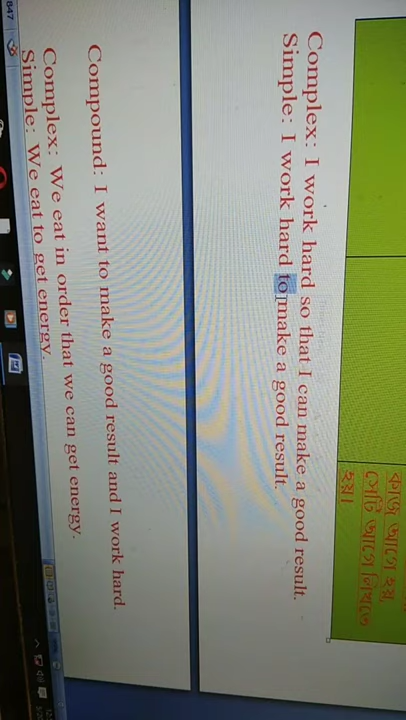 কাজ আগে হয়,
সেটি আগে লিখতে
হয়।
Complex: I work hard so that I can make a good result.
Simple: I work hard to make a good result.
Compound: I want to make a good result and I work hard.
Complex: We eat in order that we can get energy.
Simple: We eat to get energy.
847